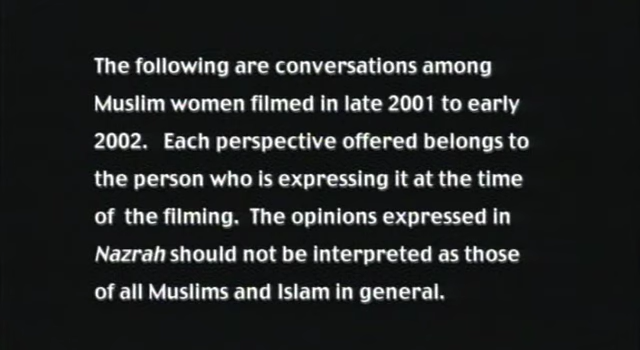 The following are conversations among
Muslim women filmed in late 2001 to early
2002.  Each perspective offered belongs to
the person who is expressing it at the time
of  the filming.  The opinions expressed in
Nazrah should not be interpreted as those
of all Muslims and Islam in general.